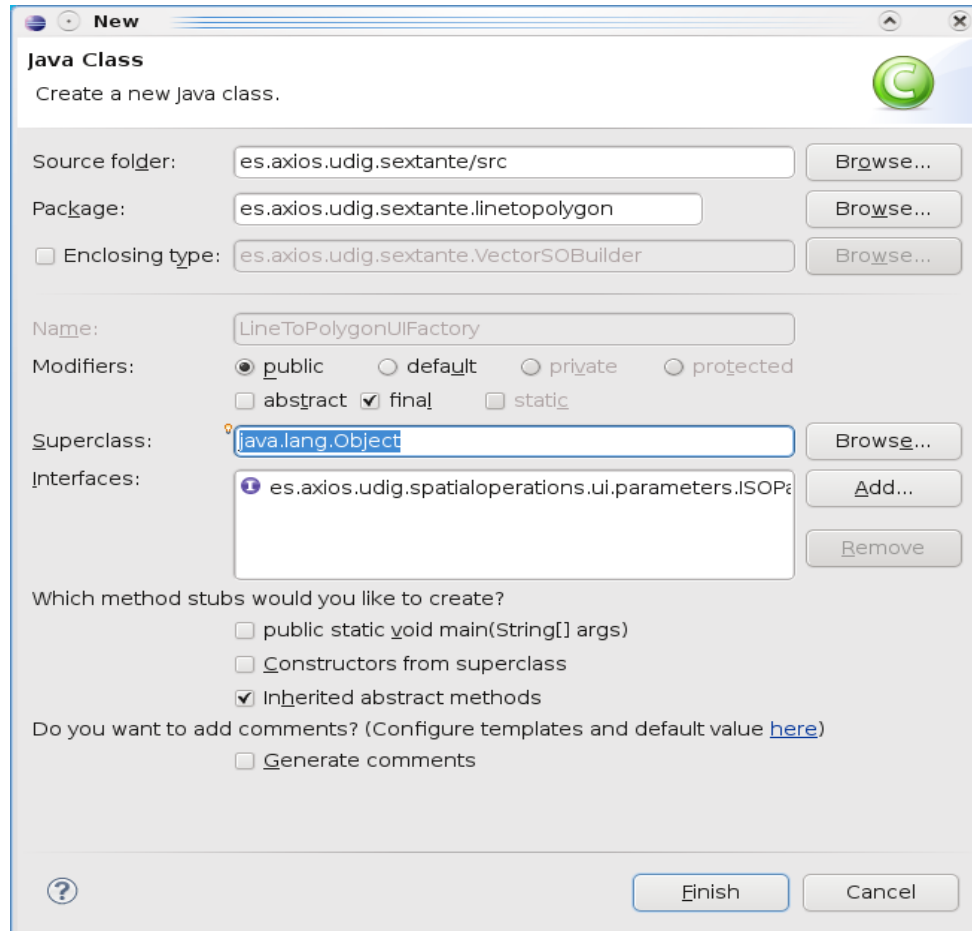 New
Java Class
Create a new Java class.
Source folder: es.axios.udig.sextante/src Browse...
Package: es.axios.udig.sextante.linetopolygon Browse...
Enclosing type: es.axios.udig.sextante.VectorSOBuilder Browse...
Name: LineToPolygonUIFactory
Modifiers: public default private protected
abstract final static
Superclass: java.lang.Object Browse...
Interfaces: es.axios.udig.spatialoperations.ui.parameters.ISOPa Add...
Remove
Which method stubs would you like to create?
public static void main(String[] args)
Constructors from superclass
Inherited abstract methods
Do you want to add comments? (Configure templates and default value here)
Generate comments
Finish Cancel